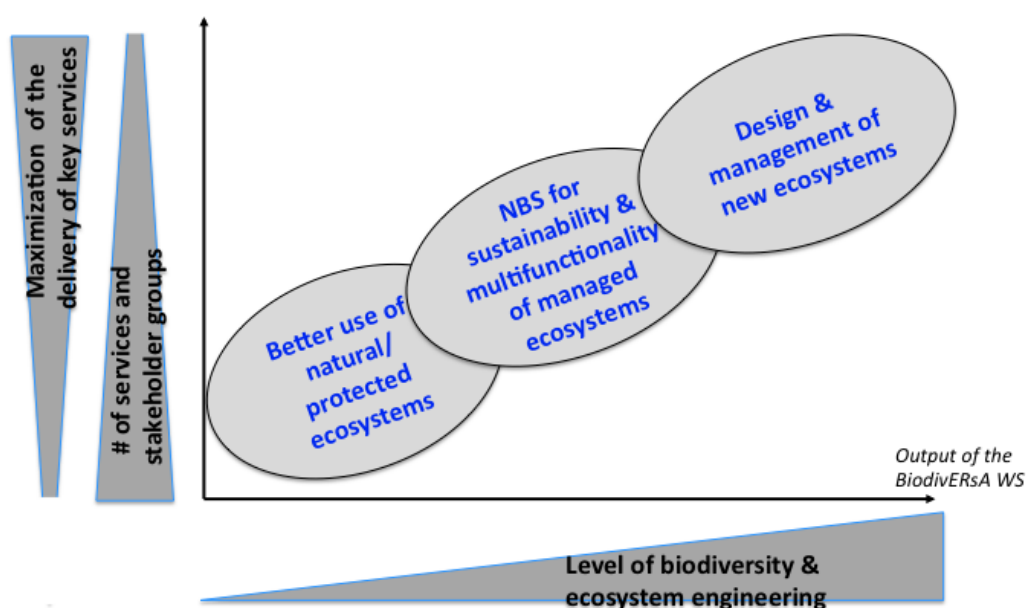 Maximization of the
delivery of key services
# of services and
stakeholder groups
Design &
management of
new ecosystems
NBS for
sustainability &
multifunctionality
of managed
ecosystems
Better use of
natural/
protected
ecosystems
Output of the
BiodivERsA WS
Level of biodiversity &
ecosystem engineering